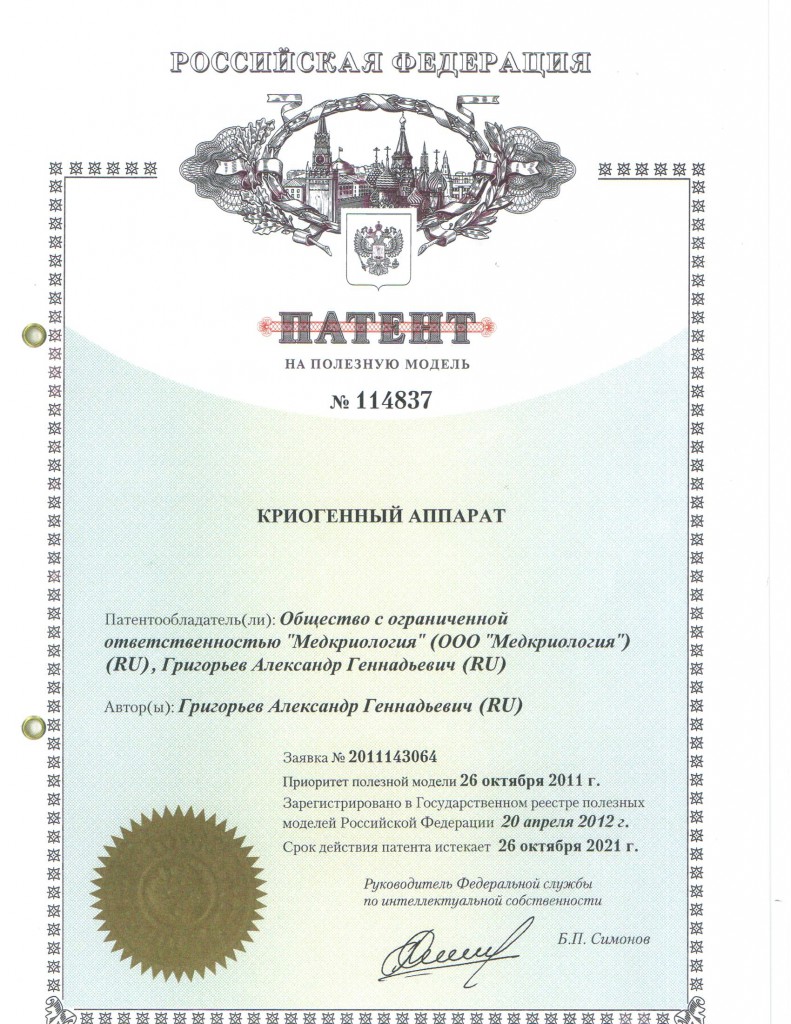 РОССИЙСКАЯ ФЕДЕРАЦИЯ
ПАТЕНТ
НА ПОЛЕЗНУЮ МОДЕЛЬ
№ 114837
КРИОГЕННЫЙ АППАРАТ
Патентообладатель(ли): Общество с ограниченной
ответственностью "Медкриология" (ООО "Медкриология")
(RU), Григорьев Александр Геннадьевич (RU)
Автор(ы): Григорьев Александр Геннадьевич (RU)
Заявка № 2011143064
Приоритет полезной модели 26 октября 2011 г.
Зарегистрировано в Государственном реестре полезных
моделей Российской Федерации 20 апреля 2012 г.
Срок действия патента истекает 26 октября 2021 г.
Руководитель Федеральной службы
по интеллектуальной собственности
Б.П. Симонов